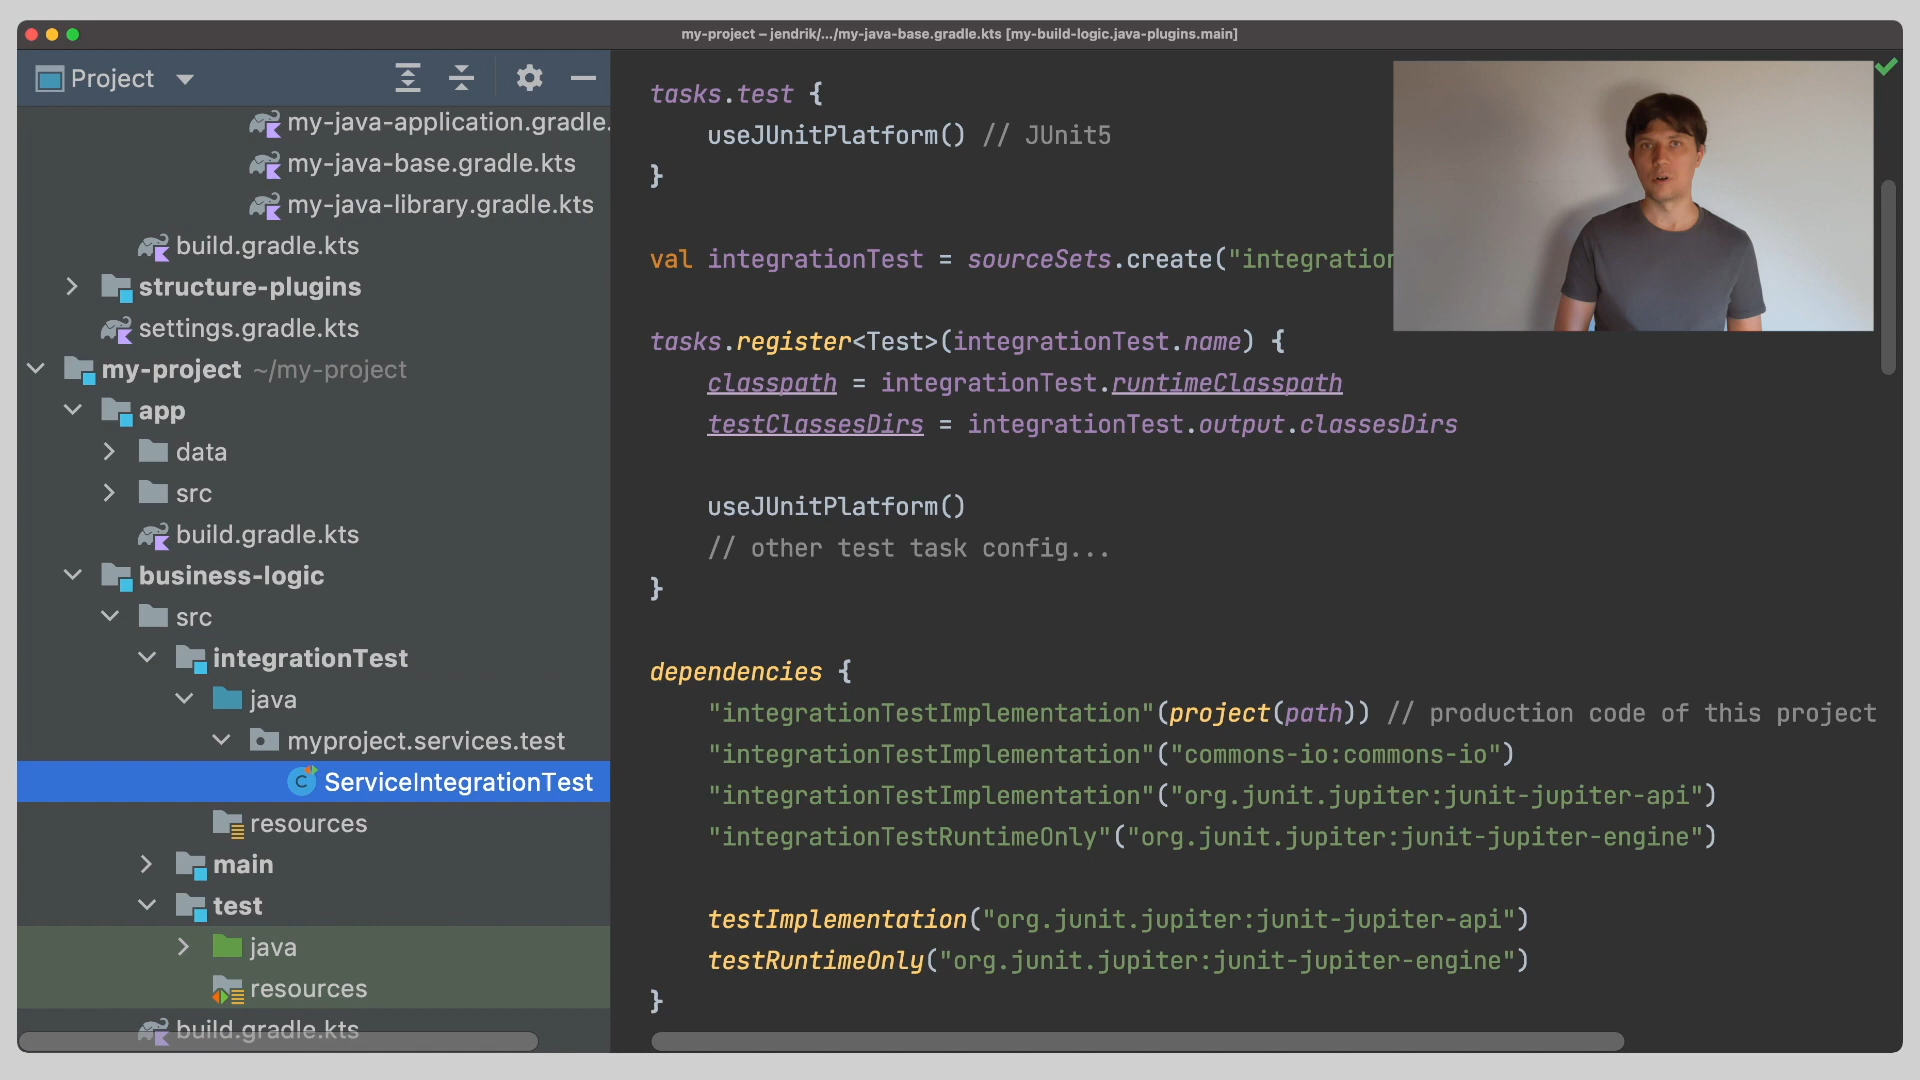 my-project – jendrik/.../my-java-base.gradle.kts [my-build-logic.java-plugins.main]
Project
my-java-application.gradle.
my-java-base.gradle.kts
my-java-library.gradle.kts
build.gradle.kts
structure-plugins
settings.gradle.kts
my-project ~/my-project
app
data
src
build.gradle.kts
business-logic
src
integrationTest
java
myproject.services.test
C ServiceIntegrationTest
resources
main
test
java
resources
build.gradle.kts
tasks.test {
useJUnitPlatform() // JUnit5
}
val integrationTest = sourceSets.create("integration
tasks.register<Test>(integrationTest.name) {
classpath = integrationTest.runtimeClasspath
testClassesDirs = integrationTest.output.classesDirs
useJUnitPlatform()
// other test task config...
}
dependencies {
"integrationTestImplementation"(project(path)) // production code of this project
"integrationTestImplementation"("commons-io:commons-io")
"integrationTestImplementation"("org.junit.jupiter:junit-jupiter-api")
"integrationTestRuntimeOnly"("org.junit.jupiter:junit-jupiter-engine")
testImplementation("org.junit.jupiter:junit-jupiter-api")
testRuntimeOnly("org.junit.jupiter:junit-jupiter-engine")
}